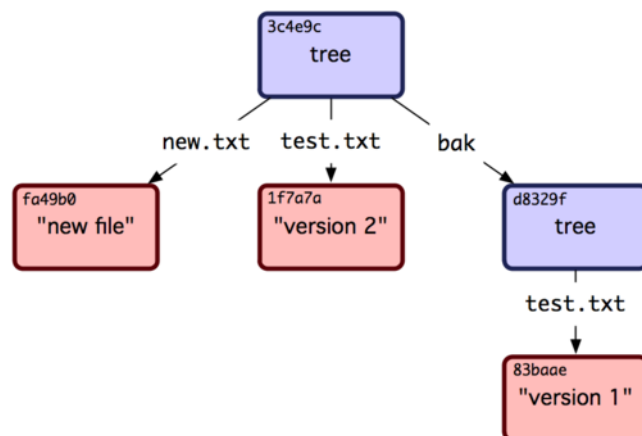 3c4e9c
tree
new.txt
test.txt
bak
fa49b0
"new file"
1f7a7a
"version 2"
d8329f
tree
test.txt
83baae
"version 1"